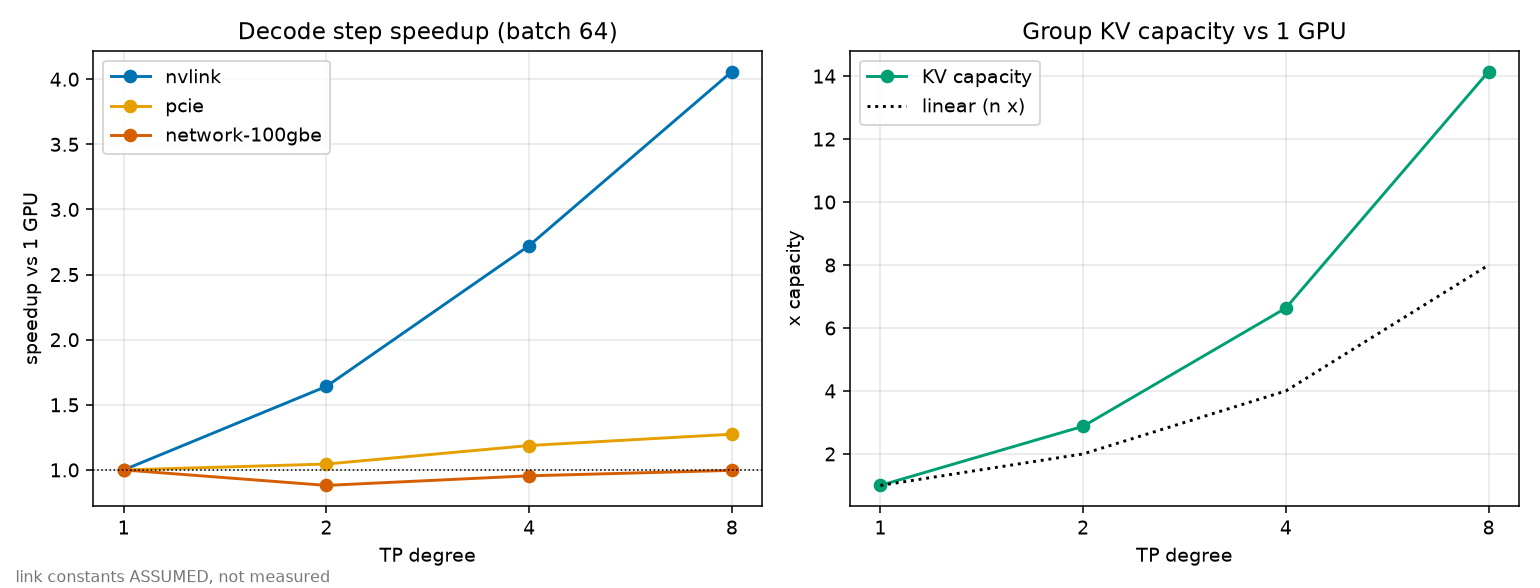 Decode step speedup (batch 64)
nvlink
pcie
network-100gbe
speedup vs 1 GPU
4.0
3.5
3.0
2.5
2.0
1.5
1.0
1 2 4 8
TP degree
Group KV capacity vs 1 GPU
KV capacity
linear (n x)
x capacity
14
12
10
8
6
4
2
1 2 4 8
TP degree
link constants ASSUMED, not measured